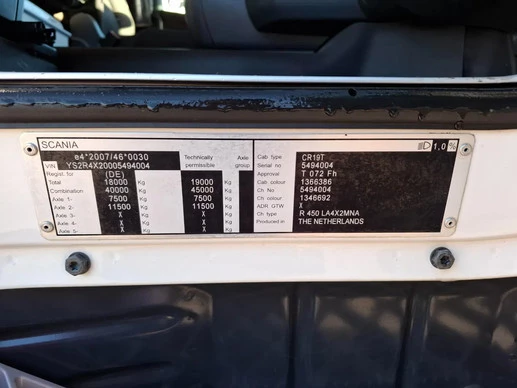 SCANIA
e4*2007/46*0030
VIN YS2R4X20005494004
Technically permissible
Axle group
Regist. for (DE)
Total 18000 Kg 19000 Kg
Combination 40000 Kg 45000 Kg
Axle 1- 7500 Kg 7500 Kg
Axle 2- 11500 Kg 11500 Kg
Axle 3- X Kg X Kg
Axle 4- X Kg X Kg
Axle 5- X Kg X Kg
Cab type CR19T 1,0%
Serial no 5494004
Approval T 072 Fh
Cab. colour 1366386
Ch No 5494004
Ch. colour 1346692
ADR, GTW X
Ch type R 450 LA4X2MNA
Produced in THE NETHERLANDS